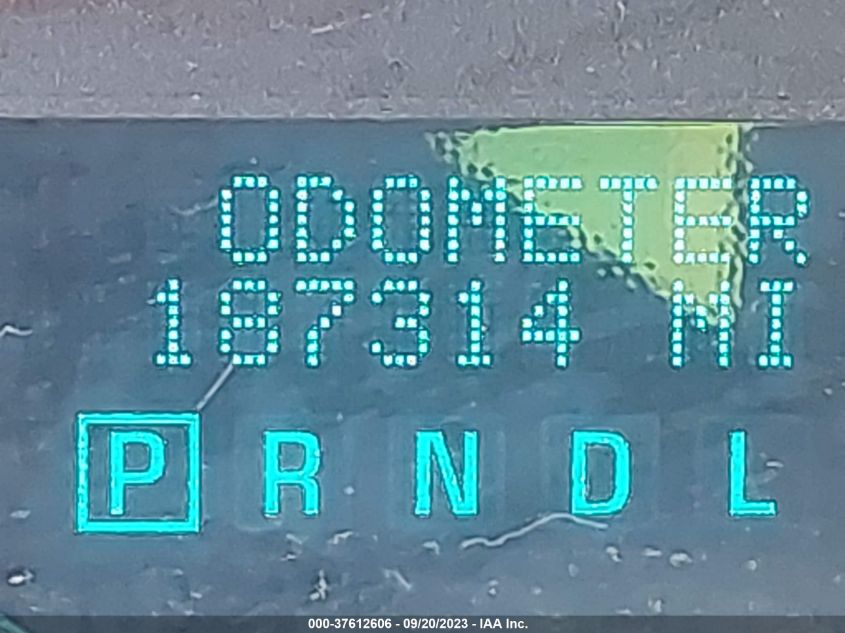 ODOMETER
187314 MI
P R N D L
000-37612606 - 09/20/2023 - IAA Inc.